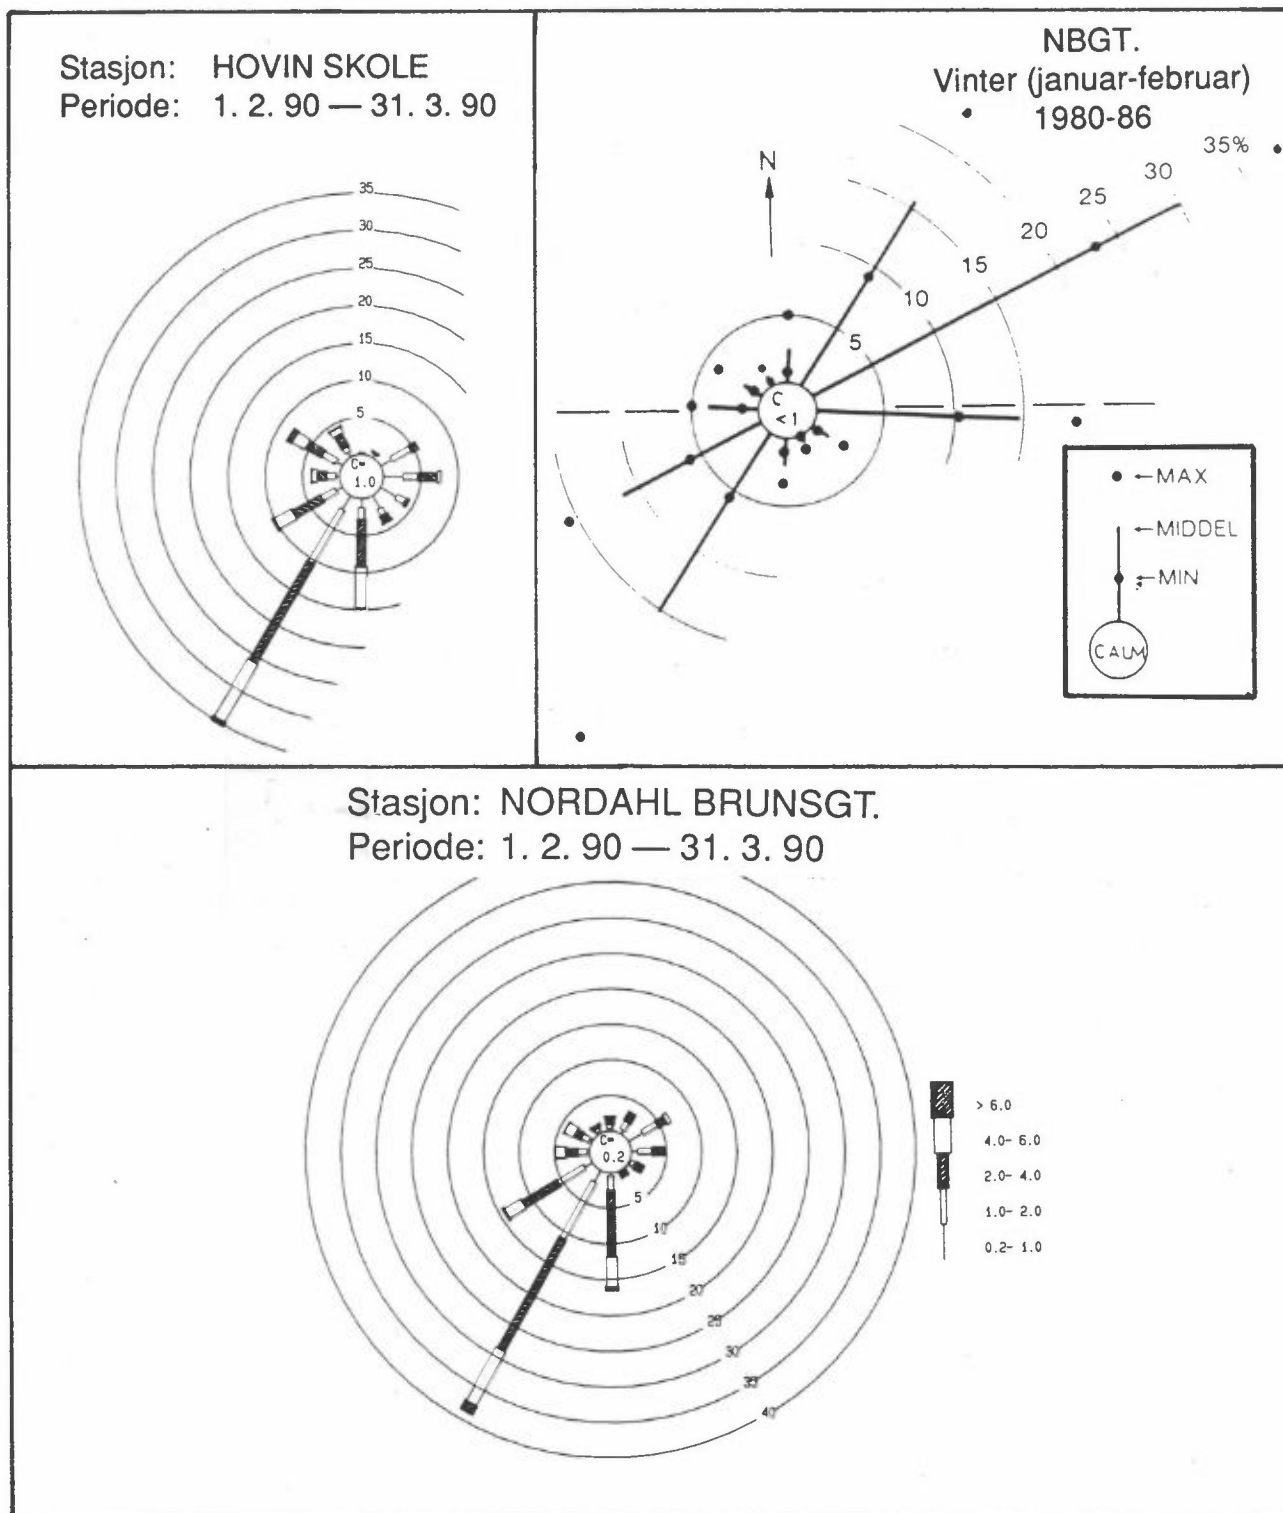 Stasjon: HOVIN SKOLE
Periode: 1. 2. 90 — 31. 3. 90
35
30
25
20
15
10
5
C=
1.0
NBGT.
Vinter (januar-februar)
1980-86
N
35%
30
25
20
15
10
5
C
<1
MAX
MIDDEL
MIN
CALM
Stasjon: NORDAHL BRUNSGT.
Periode: 1. 2. 90 — 31. 3. 90
C=
0.2
5
10
15
20
25
30
35
40
> 6.0
4.0- 6.0
2.0- 4.0
1.0- 2.0
0.2- 1.0